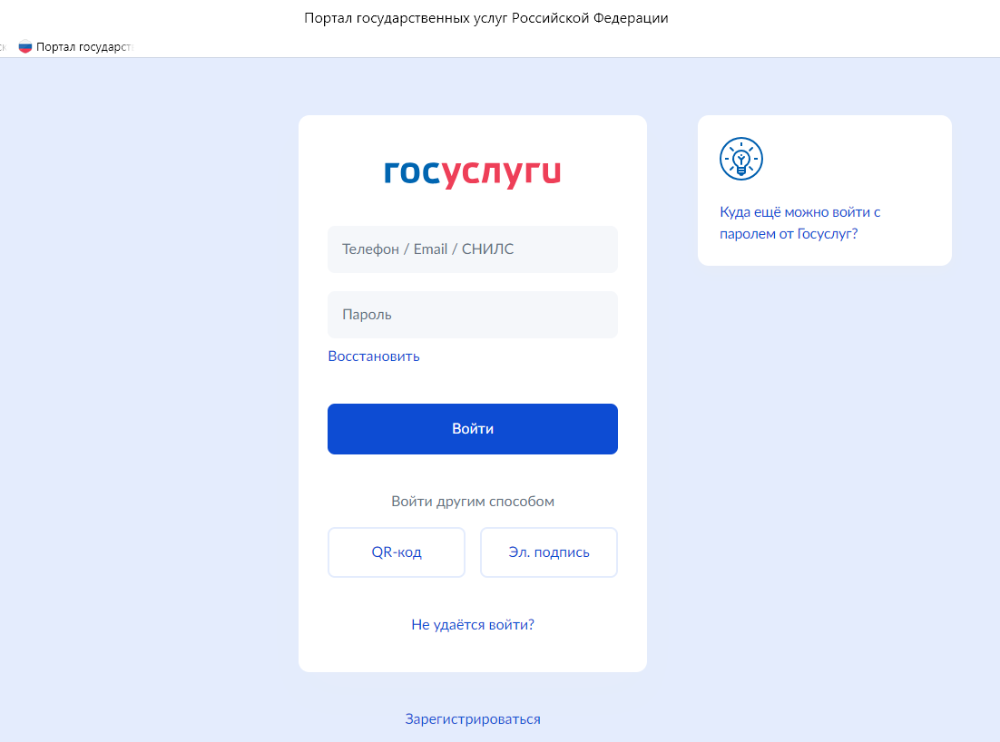 Портал государственных услуг Российской Федерации
Портал государст
госуслуги
Куда ещё можно войти с
паролем от Госуслуг?
Телефон / Email / СНИЛС
Пароль
Восстановить
Войти
Войти другим способом
QR-код
Эл. подпись
Не удаётся войти?
Зарегистрироваться